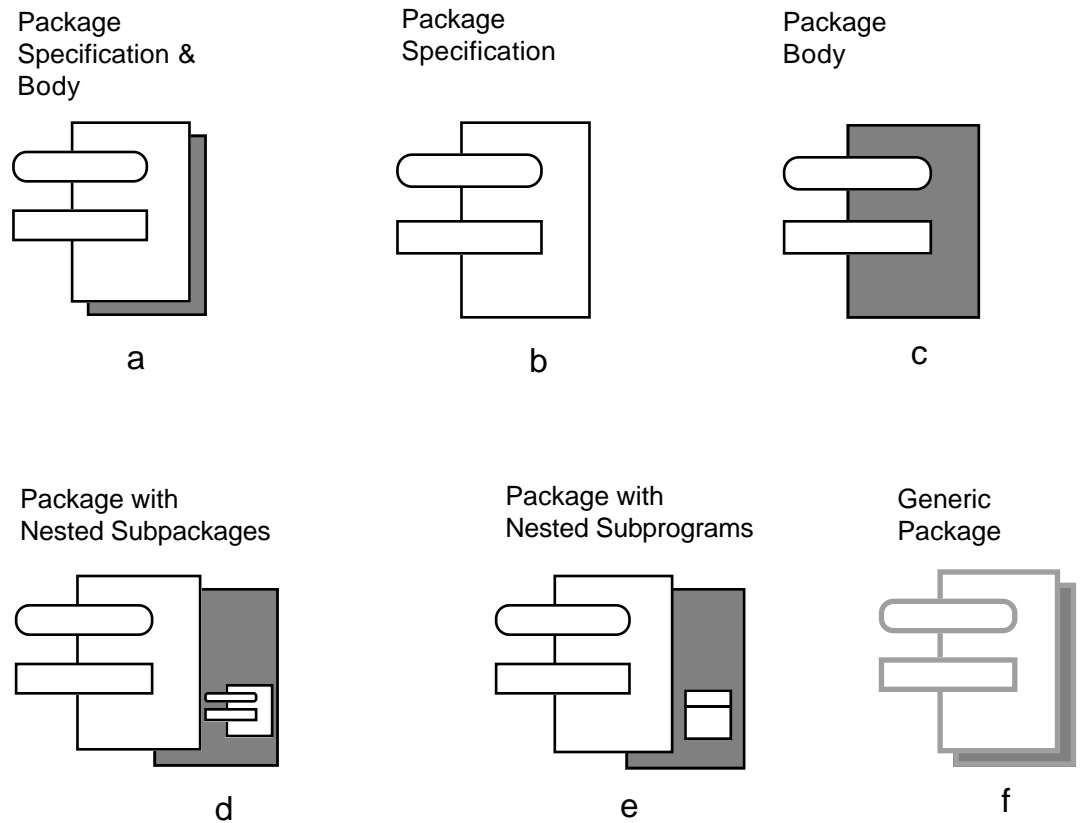 Package
Specification &
Body
Package
Specification
Package
Body
a
b
c
Package with
Nested Subpackages
Package with
Nested Subprograms
Generic
Package
d
e
f